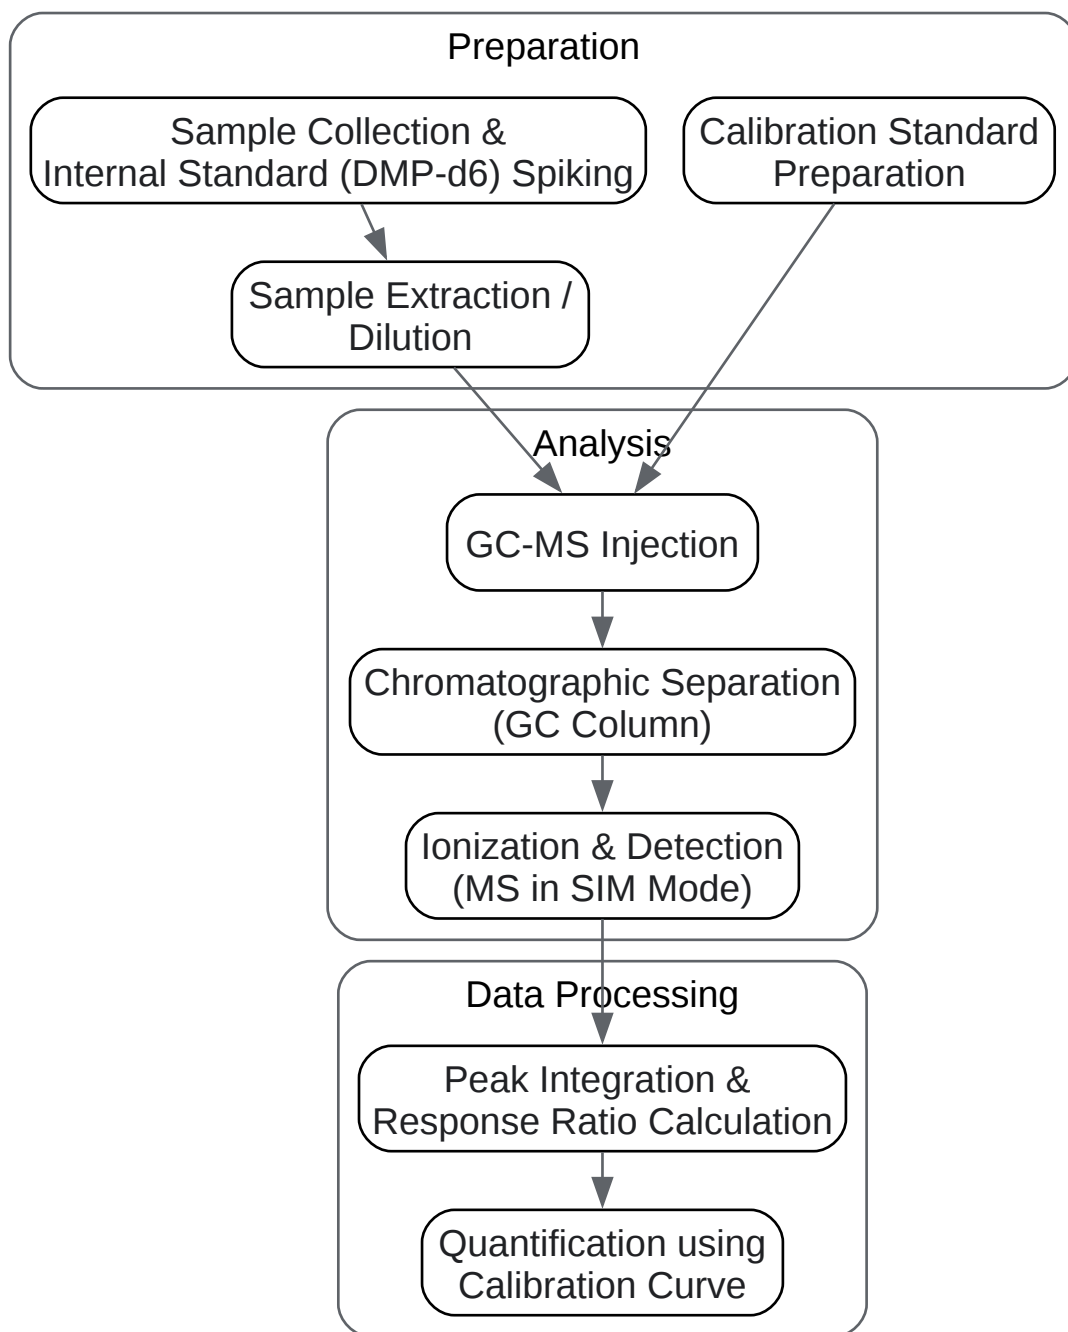 Preparation
Sample Collection &
Internal Standard (DMP-d6) Spiking
Calibration Standard
Preparation
Sample Extraction /
Dilution
Analysis
GC-MS Injection
Chromatographic Separation
(GC Column)
Ionization & Detection
(MS in SIM Mode)
Data Processing
Peak Integration &
Response Ratio Calculation
Quantification using
Calibration Curve